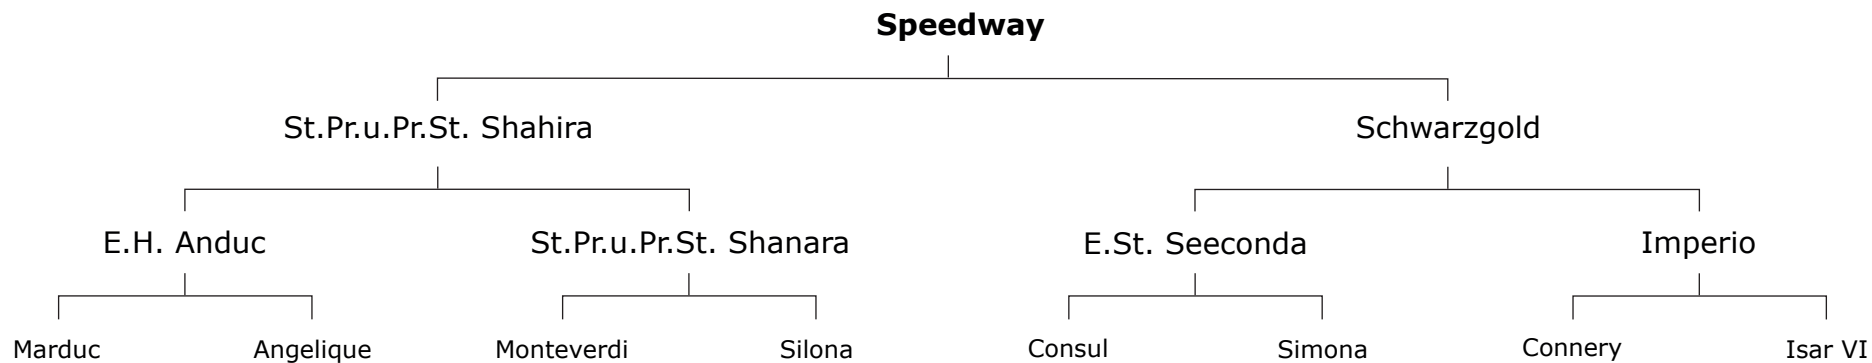 Speedway
St.Pr.u.Pr.St. Shahira
Schwarzgold
E.H. Anduc
St.Pr.u.Pr.St. Shanara
E.St. Seeconda
Imperio
Marduc
Angelique
Monteverdi
Silona
Consul
Simona
Connery
Isar VI